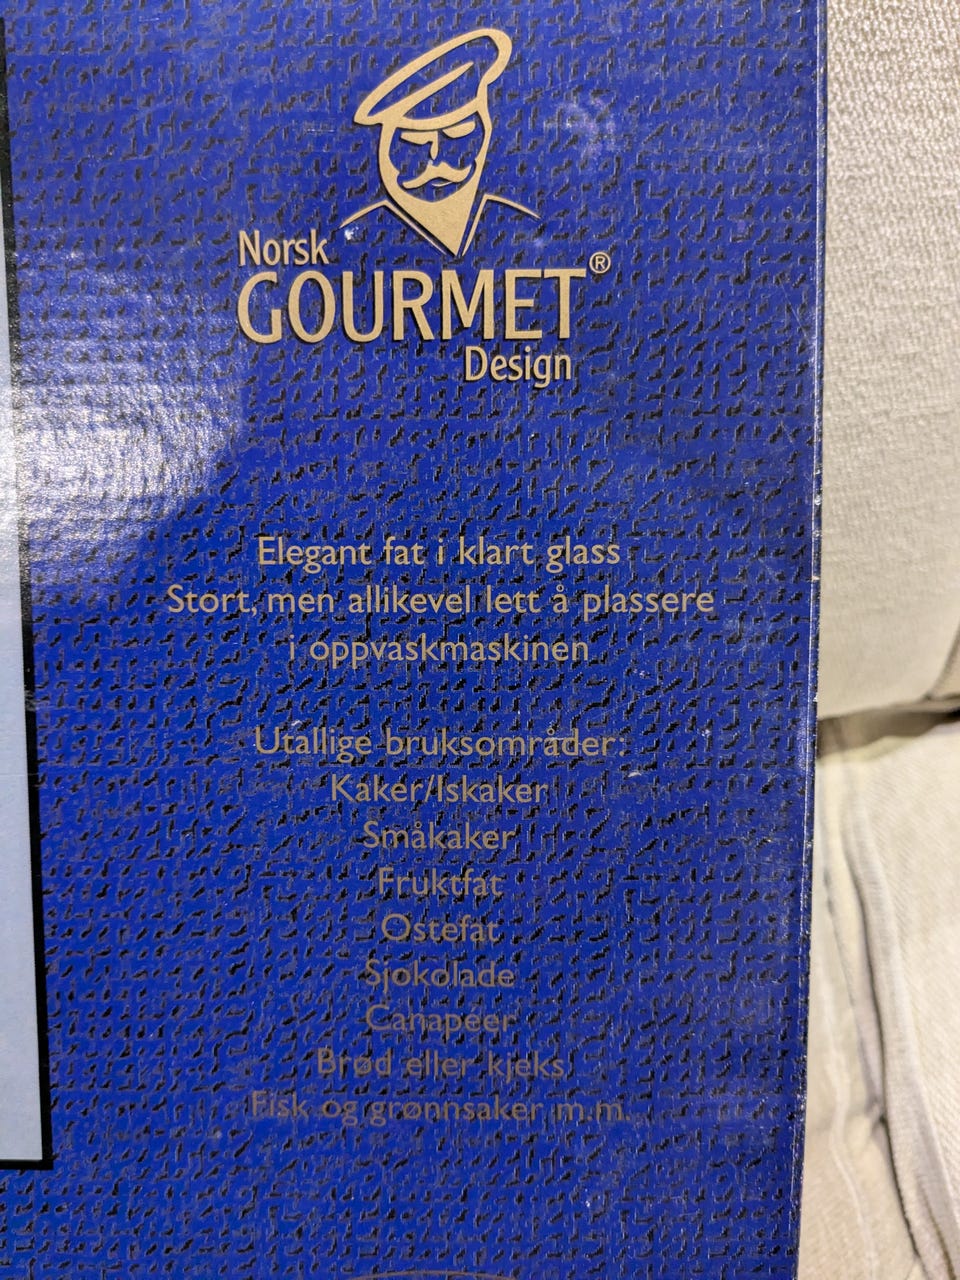 Norsk
GOURMET®
Design
Elegant fat i klart glass
Stort, men allikevel lett å plassere
i oppvaskmaskinen
Utallige bruksområder:
Kaker/Iskaker
Småkaker
Fruktfat
Ostefat
Sjokolade
Canapeer
Brød eller kjeks
Fisk og grønnsaker m.m.